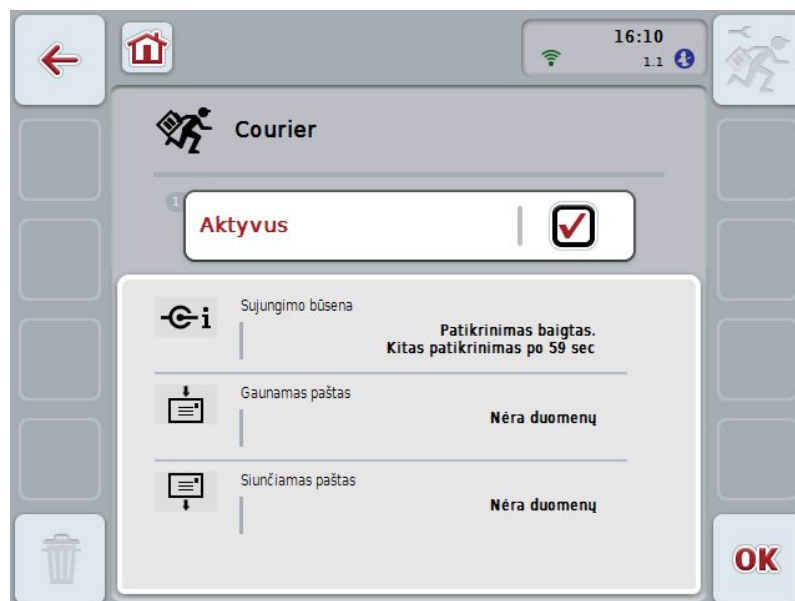 16:10
1.1
Courier
1
Aktyvus
Sujungimo būsena
Patikrinimas baigtas.
Kitas patikrinimas po 59 sec
Gaunamas paštas
Nėra duomenų
Siunčiamas paštas
Nėra duomenų
OK